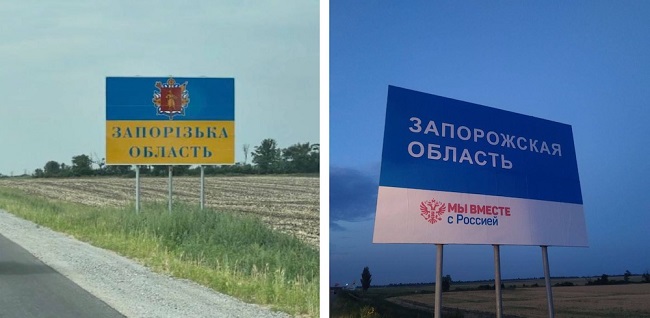 ЗАПОРІЗЬКА
ОБЛАСТЬ
ЗАПОРОЖСКАЯ
ОБЛАСТЬ
МЫ ВМЕСТЕ
с Россией